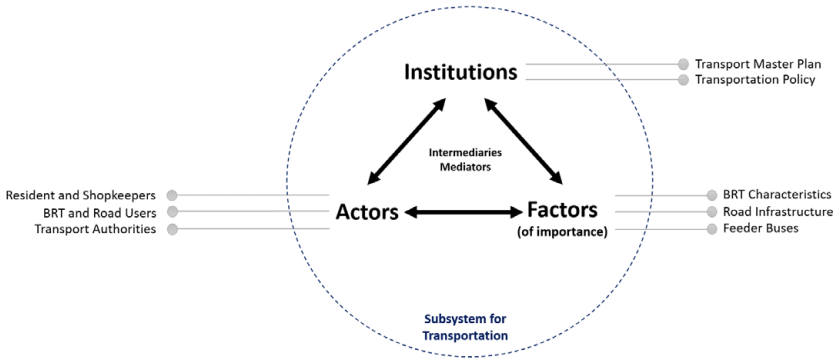 Institutions
Transport Master Plan
Transportation Policy
Intermediaries
Mediators
Resident and Shopkeepers
BRT and Road Users
Transport Authorities
Actors
Factors
(of importance)
BRT Characteristics
Road Infrastructure
Feeder Buses
Subsystem for
Transportation